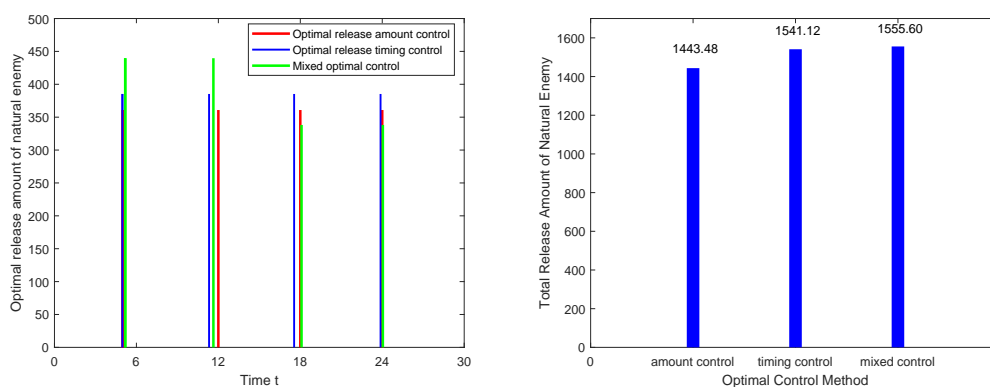 500
450
400
350
300
250
200
150
100
50
0
Optimal release amount of natural enemy
Optimal release amount control
Optimal release timing control
Mixed optimal control
0 6 12 18 24 30
Time t
1600
1400
1200
1000
800
600
400
200
0
Total Release Amount of Natural Enemy
1443.48
1541.12
1555.60
0 amount control timing control mixed control
Optimal Control Method